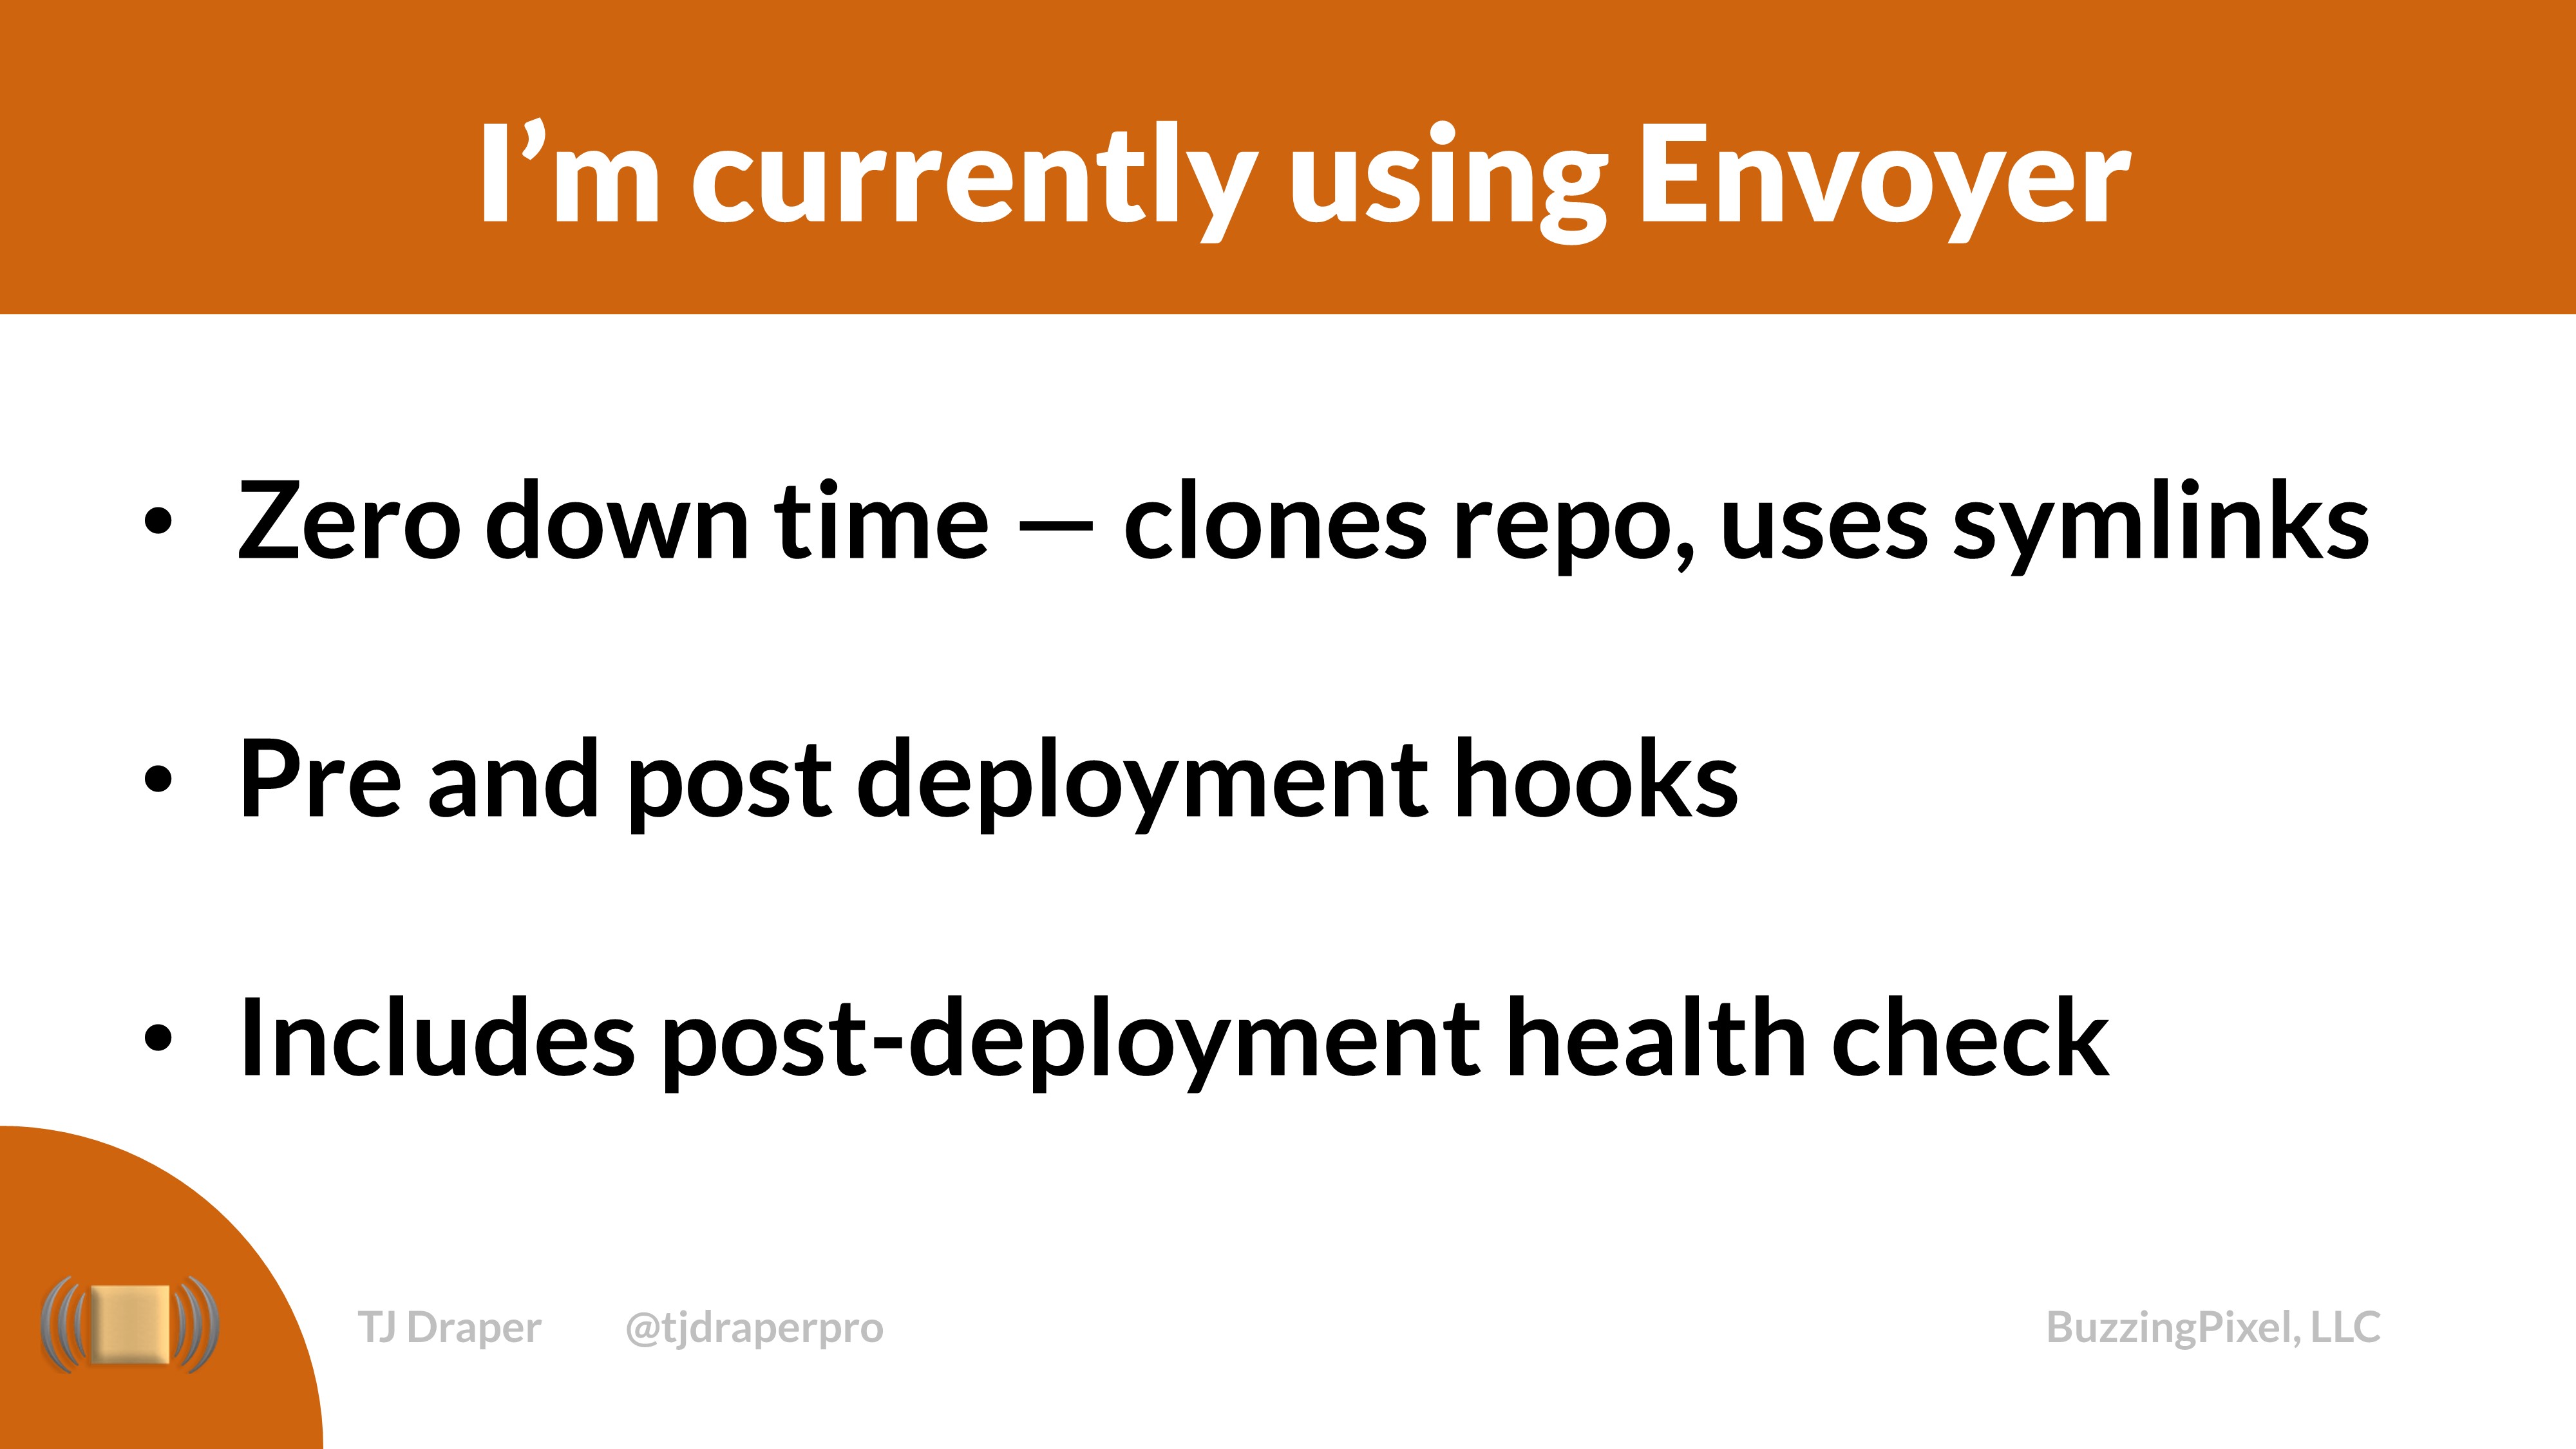 I’m currently using Envoyer
• Zero down time — clones repo, uses symlinks
• Pre and post deployment hooks
• Includes post-deployment health check
TJ Draper @tjdraperpro BuzzingPixel, LLC